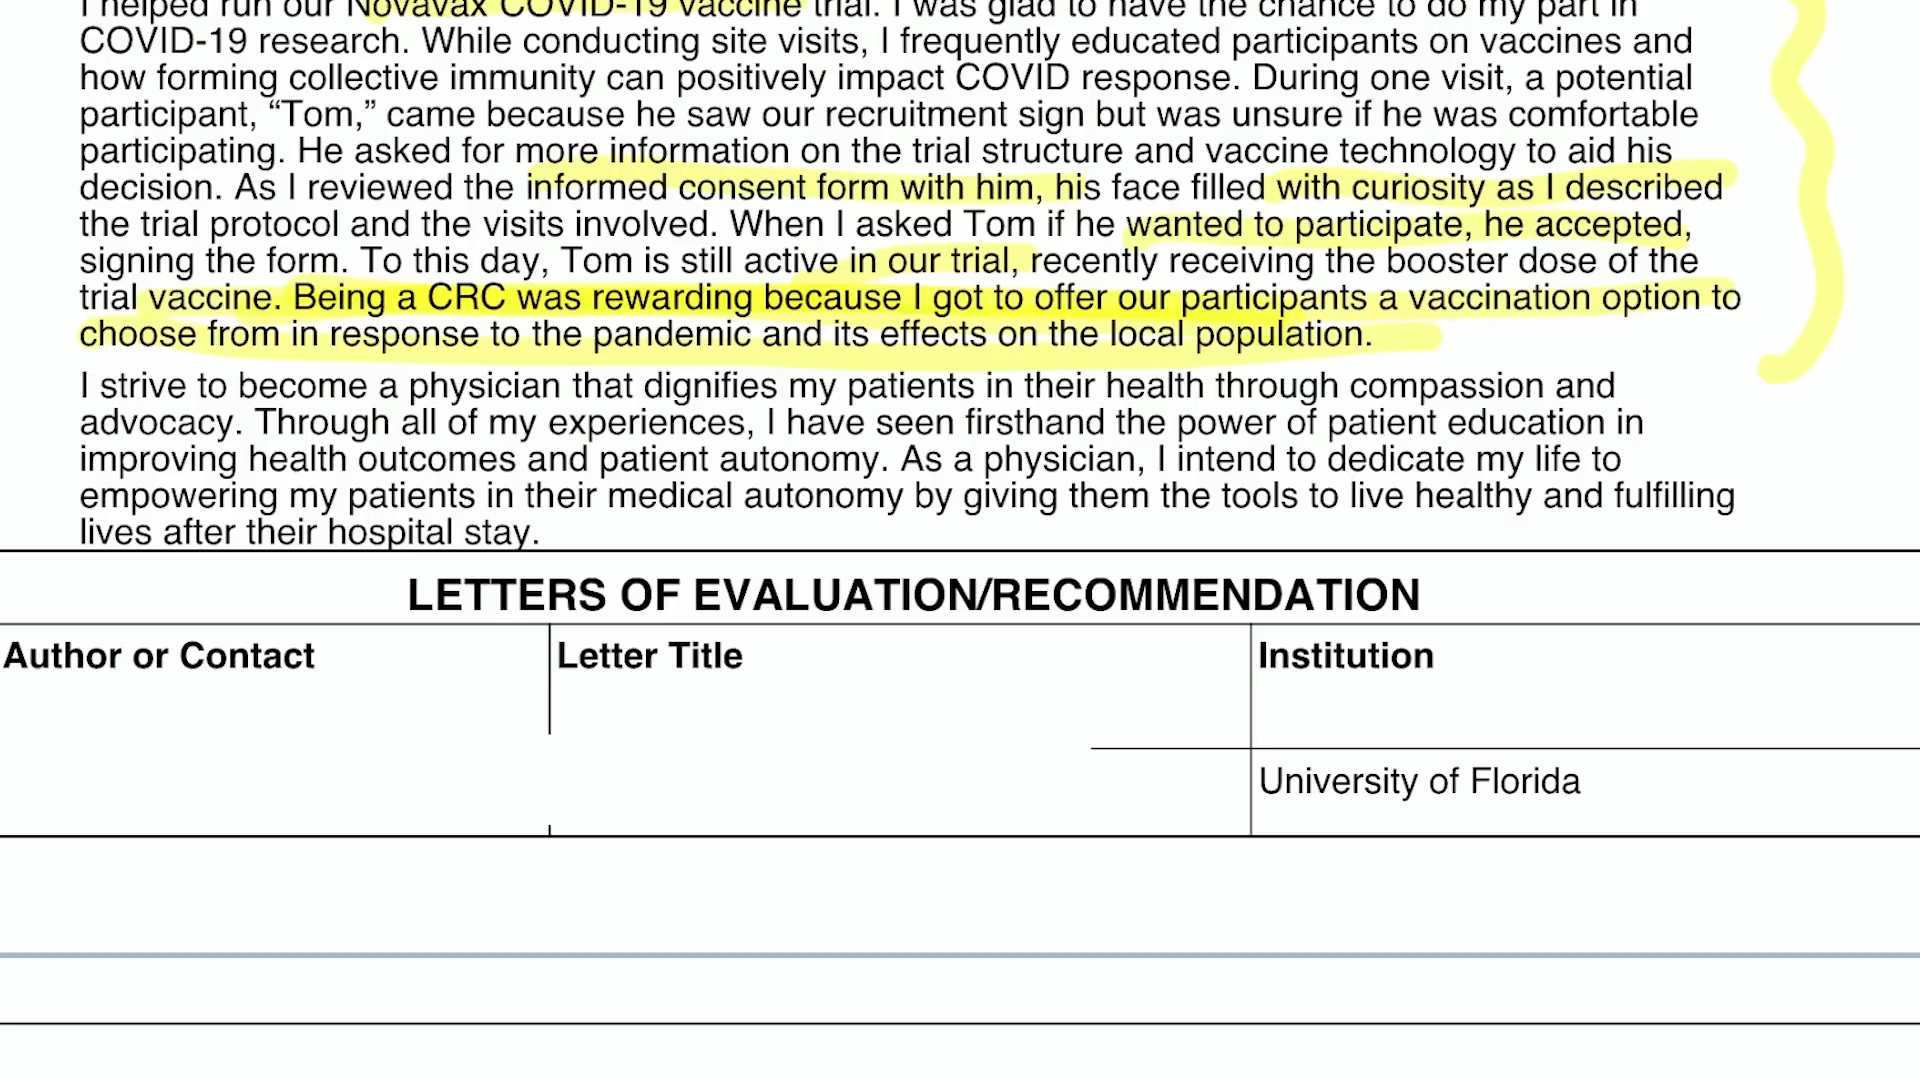 I helped run our Novavax COVID-19 vaccine trial. I was glad to have the chance to do my part in
COVID-19 research. While conducting site visits, I frequently educated participants on vaccines and
how forming collective immunity can positively impact COVID response. During one visit, a potential
participant, “Tom,” came because he saw our recruitment sign but was unsure if he was comfortable
participating. He asked for more information on the trial structure and vaccine technology to aid his
decision. As I reviewed the informed consent form with him, his face filled with curiosity as I described
the trial protocol and the visits involved. When I asked Tom if he wanted to participate, he accepted,
signing the form. To this day, Tom is still active in our trial, recently receiving the booster dose of the
trial vaccine. Being a CRC was rewarding because I got to offer our participants a vaccination option to
choose from in response to the pandemic and its effects on the local population.
I strive to become a physician that dignifies my patients in their health through compassion and
advocacy. Through all of my experiences, I have seen firsthand the power of patient education in
improving health outcomes and patient autonomy. As a physician, I intend to dedicate my life to
empowering my patients in their medical autonomy by giving them the tools to live healthy and fulfilling
lives after their hospital stay.
LETTERS OF EVALUATION/RECOMMENDATION
Author or Contact
Letter Title
Institution
University of Florida